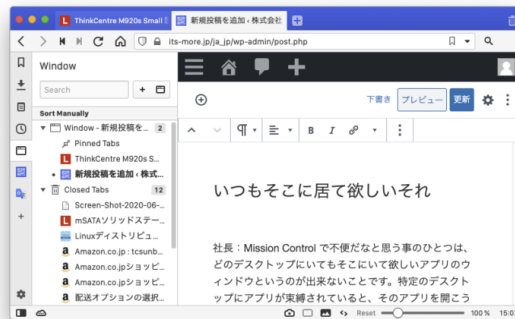 ThinkCentre M920s Small
新規投稿を追加 ‹ 株式会社
its-more.jp/ja_jp/wp-admin/post.php
Window
Search
Sort Manually
Window - 新規投稿を... 2
Pinned Tabs
ThinkCentre M920s S...
新規投稿を追加 ‹ 株式...
Closed Tabs 12
Screen-Shot-2020-06-...
mSATAソリッドステー...
Linuxディストリビュ...
Amazon.co.jp : tcsunb...
Amazon.co.jpショッピ...
Amazon.co.jpショッピ...
配送オプションの選択...
下書き プレビュー 更新
B I
いつもそこに居て欲しいそれ
社長：Mission Control で不便だなと思う事のひとつは、
どのデスクトップにいてもそこにいて欲しいアプリのウ
ィンドウというのが出来ないことです。特定のデスクト
ップにアプリが束縛されていると、そのアプリを開こう
Reset 100 %